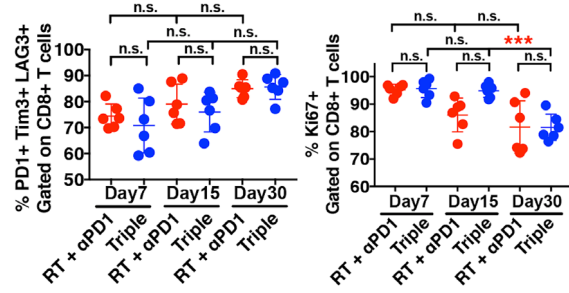 n.s. n.s.
n.s. n.s.
n.s. n.s. n.s.
% PD1+ Tim3+ LAG3+
Gated on CD8+ T cells
100
90
80
70
60
50
Day7 Day15 Day30
RT + αPD1 Triple RT + αPD1 Triple RT + αPD1 Triple
n.s. n.s.
n.s. ***
n.s. n.s. n.s.
% Ki67+
Gated on CD8+ T cells
100
90
80
70
60
Day7 Day15 Day30
RT + αPD1 Triple RT + αPD1 Triple RT + αPD1 Triple